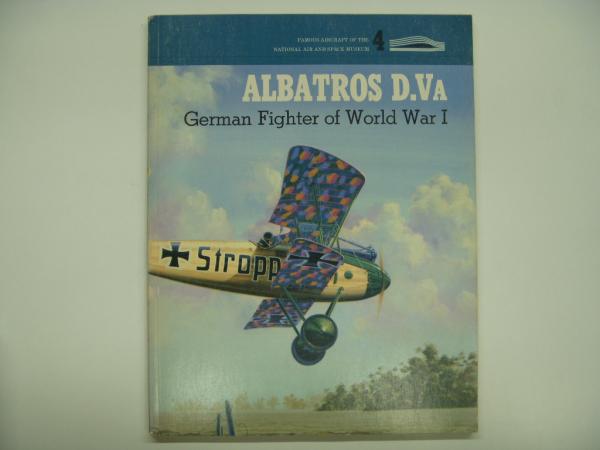 FAMOUS AIRCRAFT OF THE
NATIONAL AIR AND SPACE MUSEUM
4
ALBATROS D.VA
German Fighter of World War I
Stropp